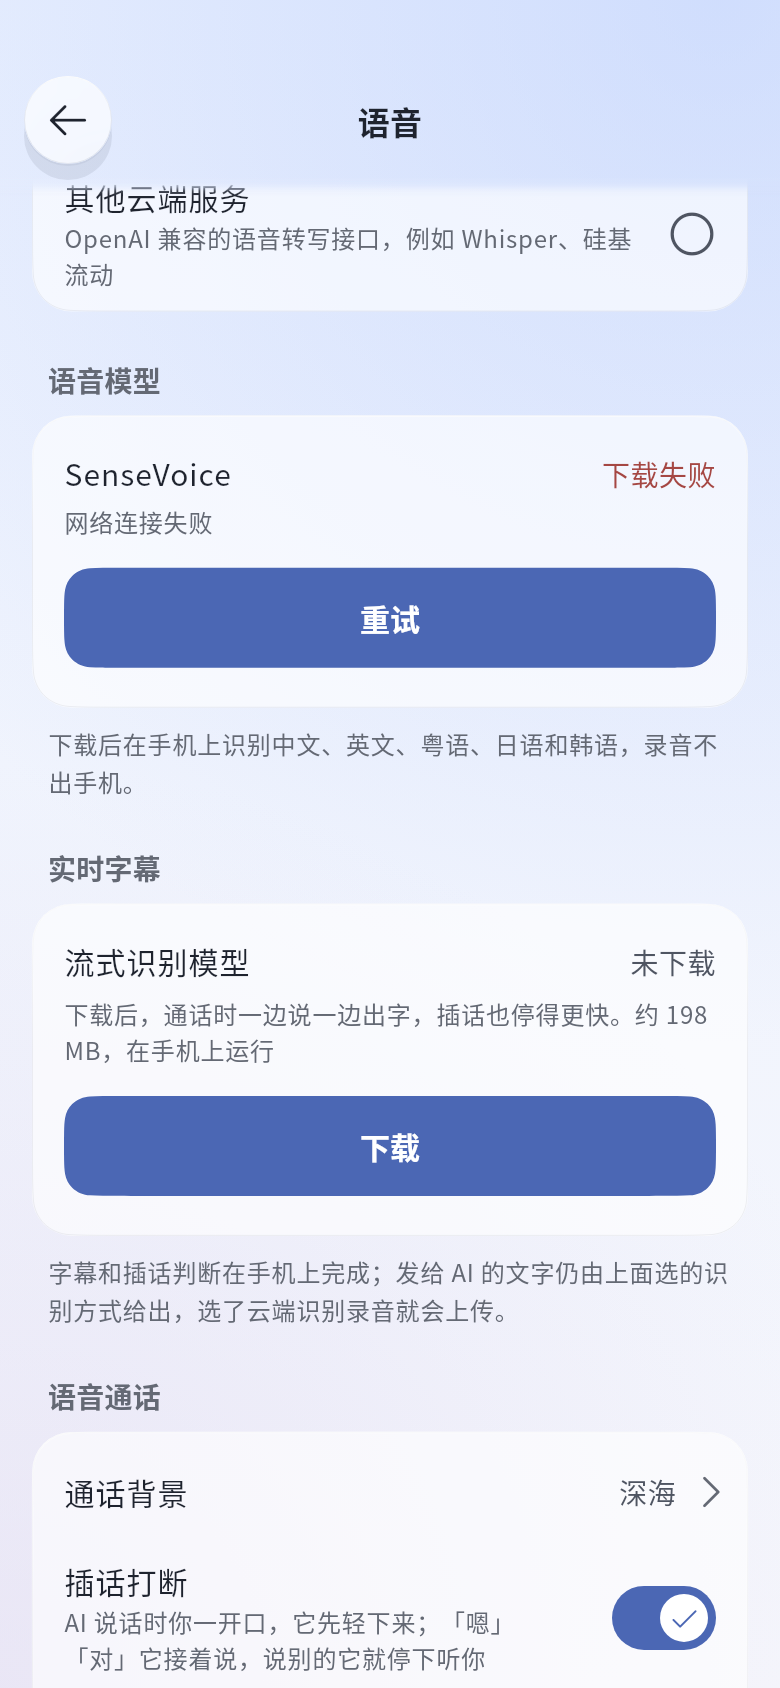 语音
其他云端服务
OpenAI 兼容的语音转写接口，例如 Whisper、硅基
流动
语音模型
SenseVoice
下载失败
网络连接失败
重试
下载后在手机上识别中文、英文、粤语、日语和韩语，录音不
出手机。
实时字幕
流式识别模型
未下载
下载后，通话时一边说一边出字，插话也停得更快。约 198
MB，在手机上运行
下载
字幕和插话判断在手机上完成；发给 AI 的文字仍由上面选的识
别方式给出，选了云端识别录音就会上传。
语音通话
通话背景
深海
插话打断
AI 说话时你一开口，它先轻下来；「嗯」
「对」它接着说，说别的它就停下听你